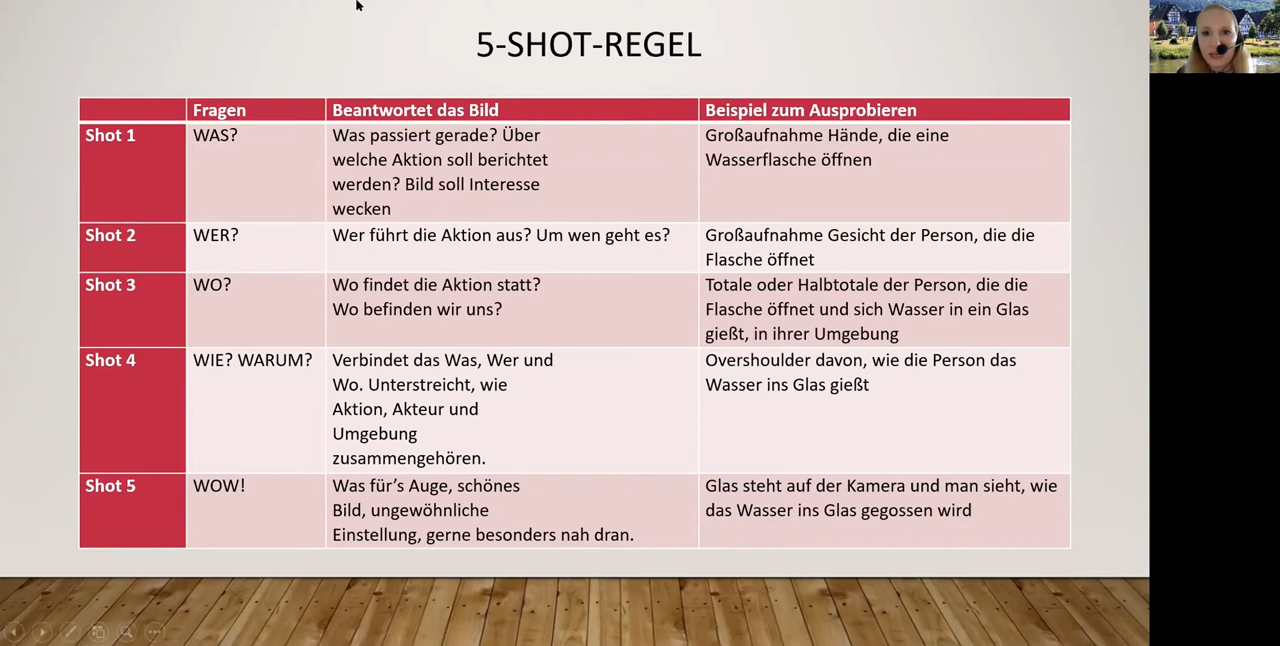 5-SHOT-REGEL
Fragen
Beantwortet das Bild
Beispiel zum Ausprobieren
Shot 1
WAS?
Was passiert gerade? Über
welche Aktion soll berichtet
werden? Bild soll Interesse
wecken
Großaufnahme Hände, die eine
Wasserflasche öffnen
Shot 2
WER?
Wer führt die Aktion aus? Um wen geht es?
Großaufnahme Gesicht der Person, die die
Flasche öffnet
Shot 3
WO?
Wo findet die Aktion statt?
Wo befinden wir uns?
Totale oder Halbtotale der Person, die die
Flasche öffnet und sich Wasser in ein Glas
gießt, in ihrer Umgebung
Shot 4
WIE? WARUM?
Verbindet das Was, Wer und
Wo. Unterstreicht, wie
Aktion, Akteur und
Umgebung
zusammengehören.
Overshoulder davon, wie die Person das
Wasser ins Glas gießt
Shot 5
WOW!
Was für’s Auge, schönes
Bild, ungewöhnliche
Einstellung, gerne besonders nah dran.
Glas steht auf der Kamera und man sieht, wie
das Wasser ins Glas gegossen wird